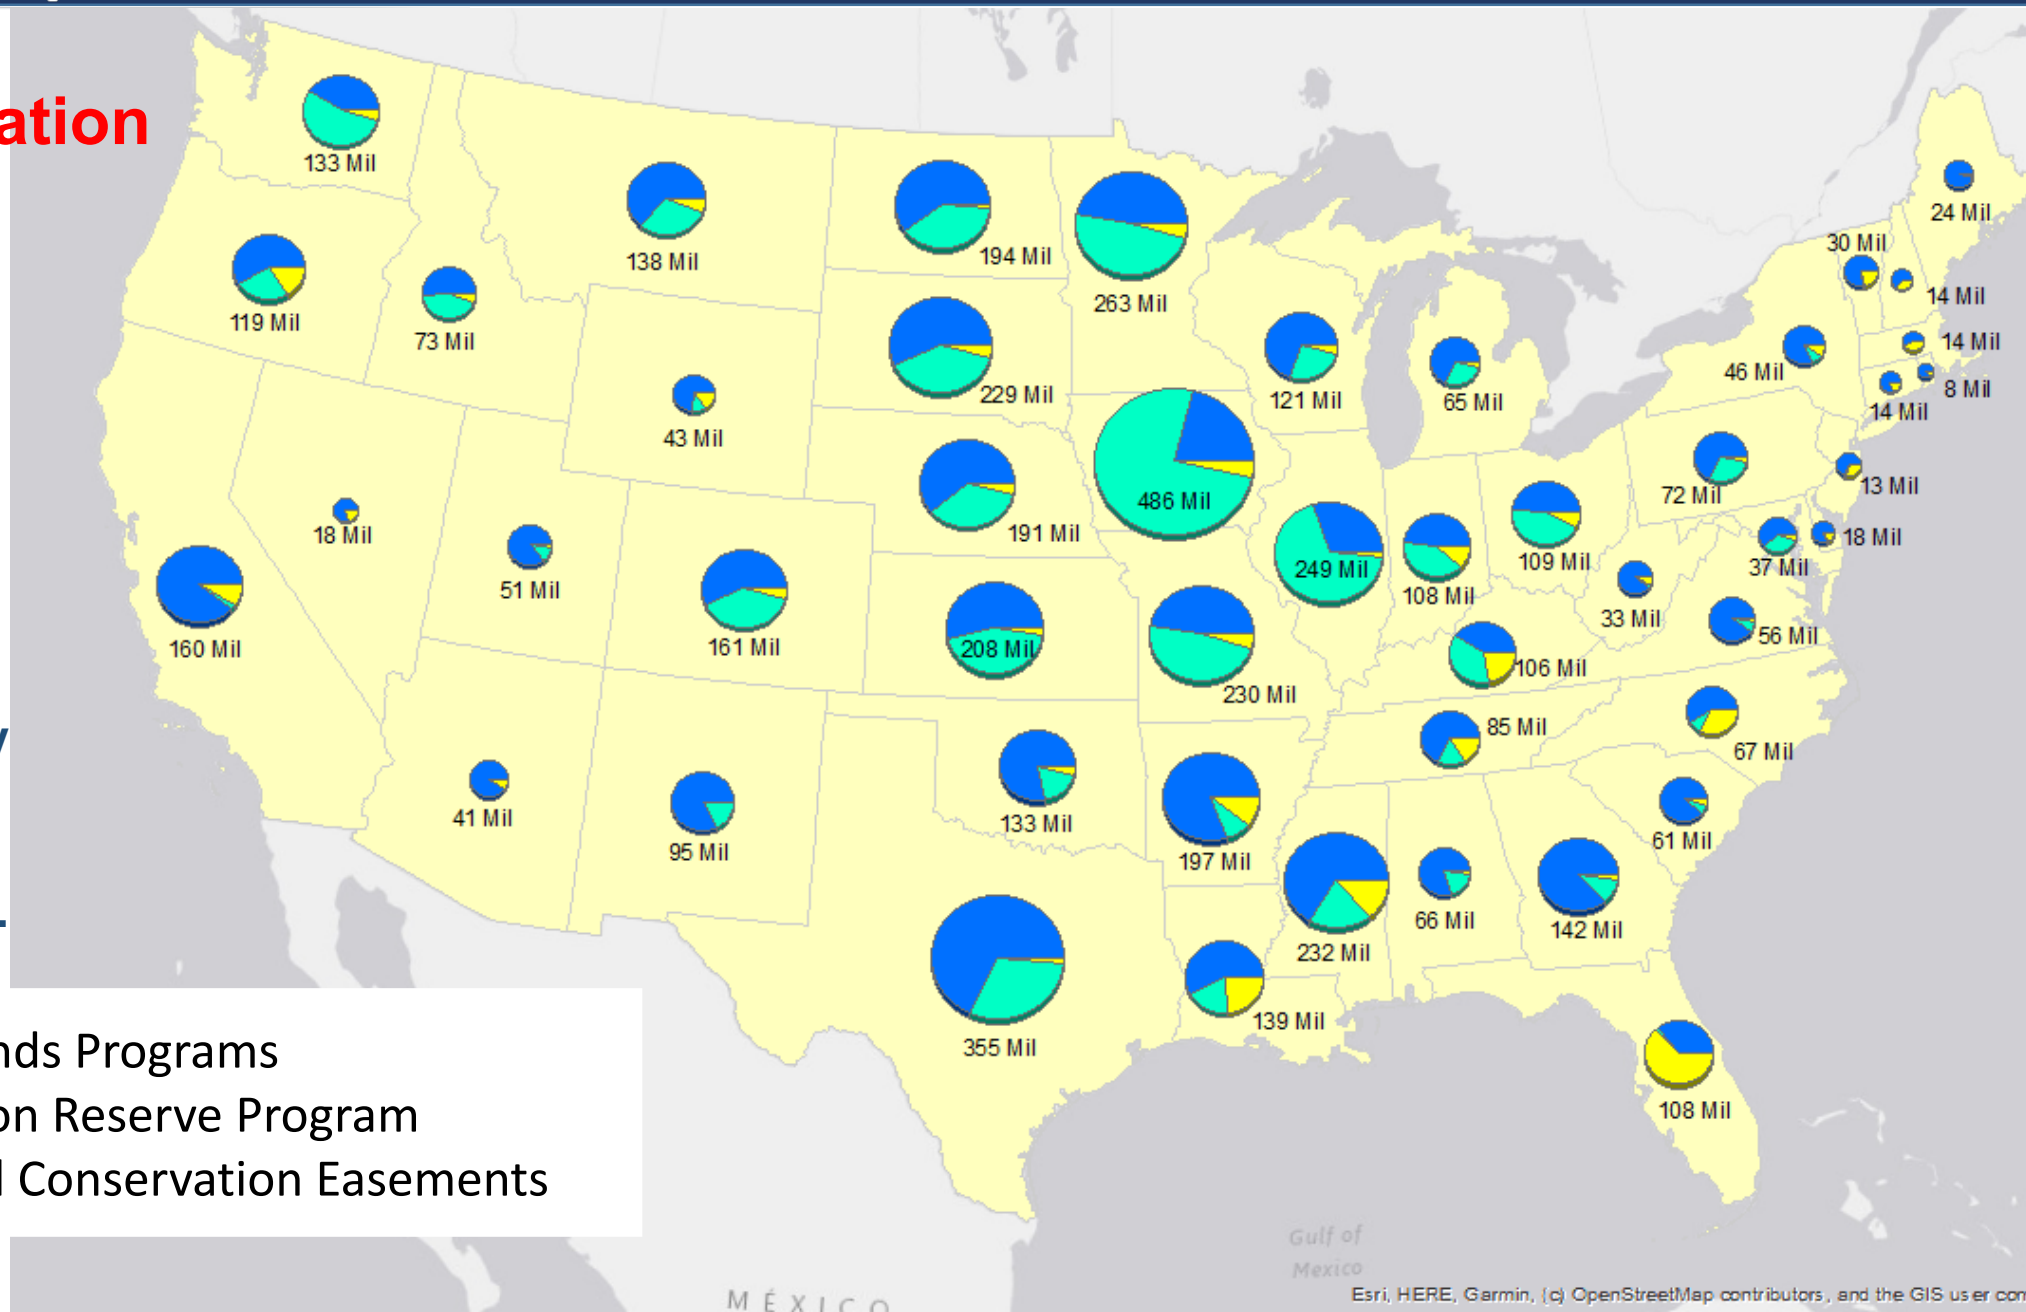 ation
133 Mil
138 Mil
194 Mil
263 Mil
24 Mil
30 Mil
14 Mil
119 Mil
73 Mil
229 Mil
121 Mil
65 Mil
46 Mil
14 Mil
8 Mil
14 Mil
43 Mil
486 Mil
191 Mil
72 Mil
13 Mil
18 Mil
51 Mil
249 Mil
108 Mil
109 Mil
37 Mil
18 Mil
160 Mil
161 Mil
208 Mil
230 Mil
33 Mil
56 Mil
106 Mil
85 Mil
67 Mil
41 Mil
95 Mil
133 Mil
197 Mil
61 Mil
232 Mil
66 Mil
142 Mil
355 Mil
139 Mil
108 Mil
nds Programs
on Reserve Program
Conservation Easements
Gulf of
Mexico
MÉXICO
Esri, HERE, Garmin, (c) OpenStreetMap contributors, and the GIS user com